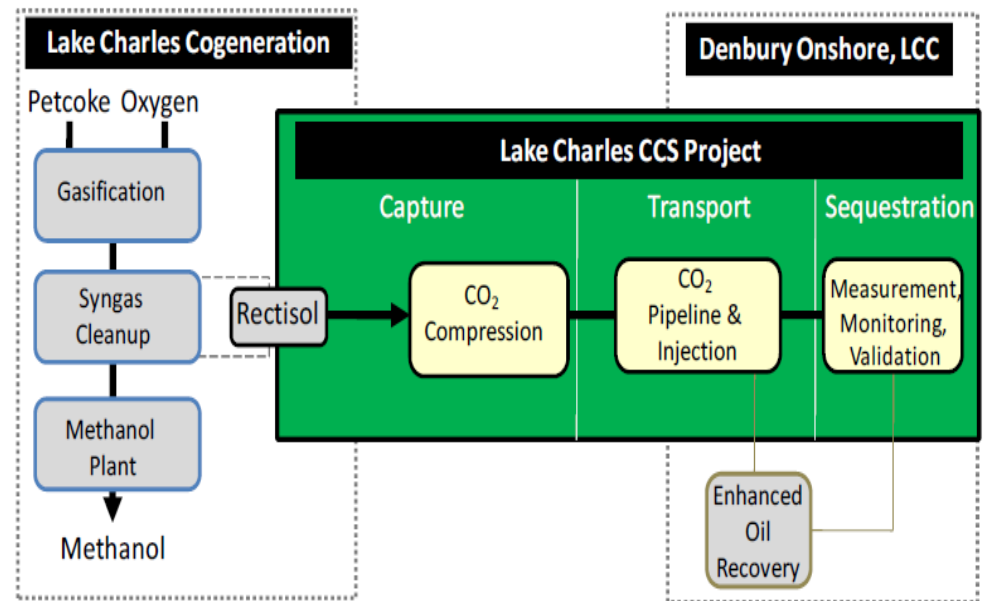 Lake Charles Cogeneration
Petcoke Oxygen
Gasification
Syngas
Cleanup
Methanol
Plant
Methanol
Rectisol
Denbury Onshore, LCC
Lake Charles CCS Project
Capture
Transport
Sequestration
CO₂
Compression
CO₂
Pipeline &
Injection
Measurement,
Monitoring,
Validation
Enhanced
Oil
Recovery